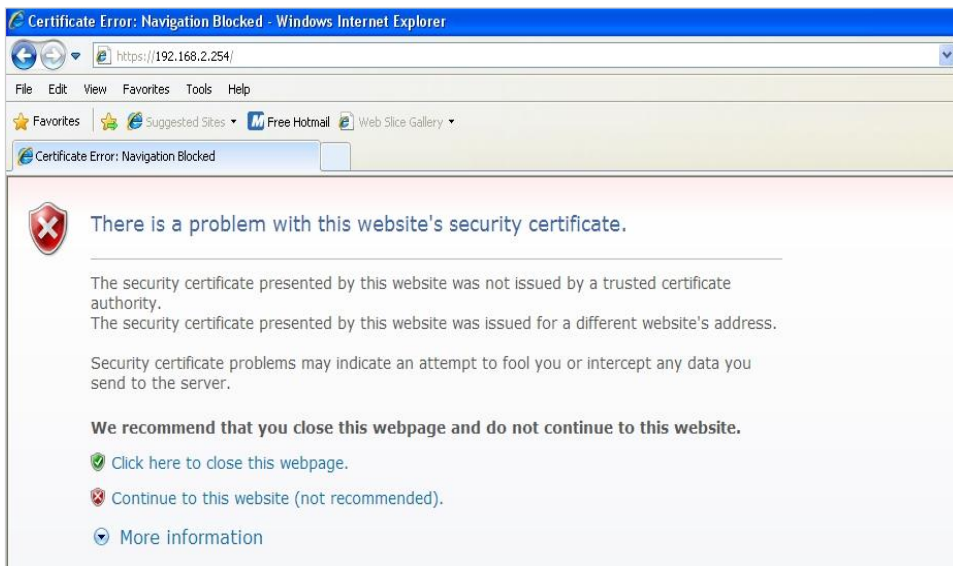 Certificate Error: Navigation Blocked - Windows Internet Explorer
https://192.168.2.254/
File Edit View Favorites Tools Help
Favorites Suggested Sites Free Hotmail Web Slice Gallery
Certificate Error: Navigation Blocked
There is a problem with this website's security certificate.
The security certificate presented by this website was not issued by a trusted certificate
authority.
The security certificate presented by this website was issued for a different website's address.
Security certificate problems may indicate an attempt to fool you or intercept any data you
send to the server.
We recommend that you close this webpage and do not continue to this website.
Click here to close this webpage.
Continue to this website (not recommended).
More information